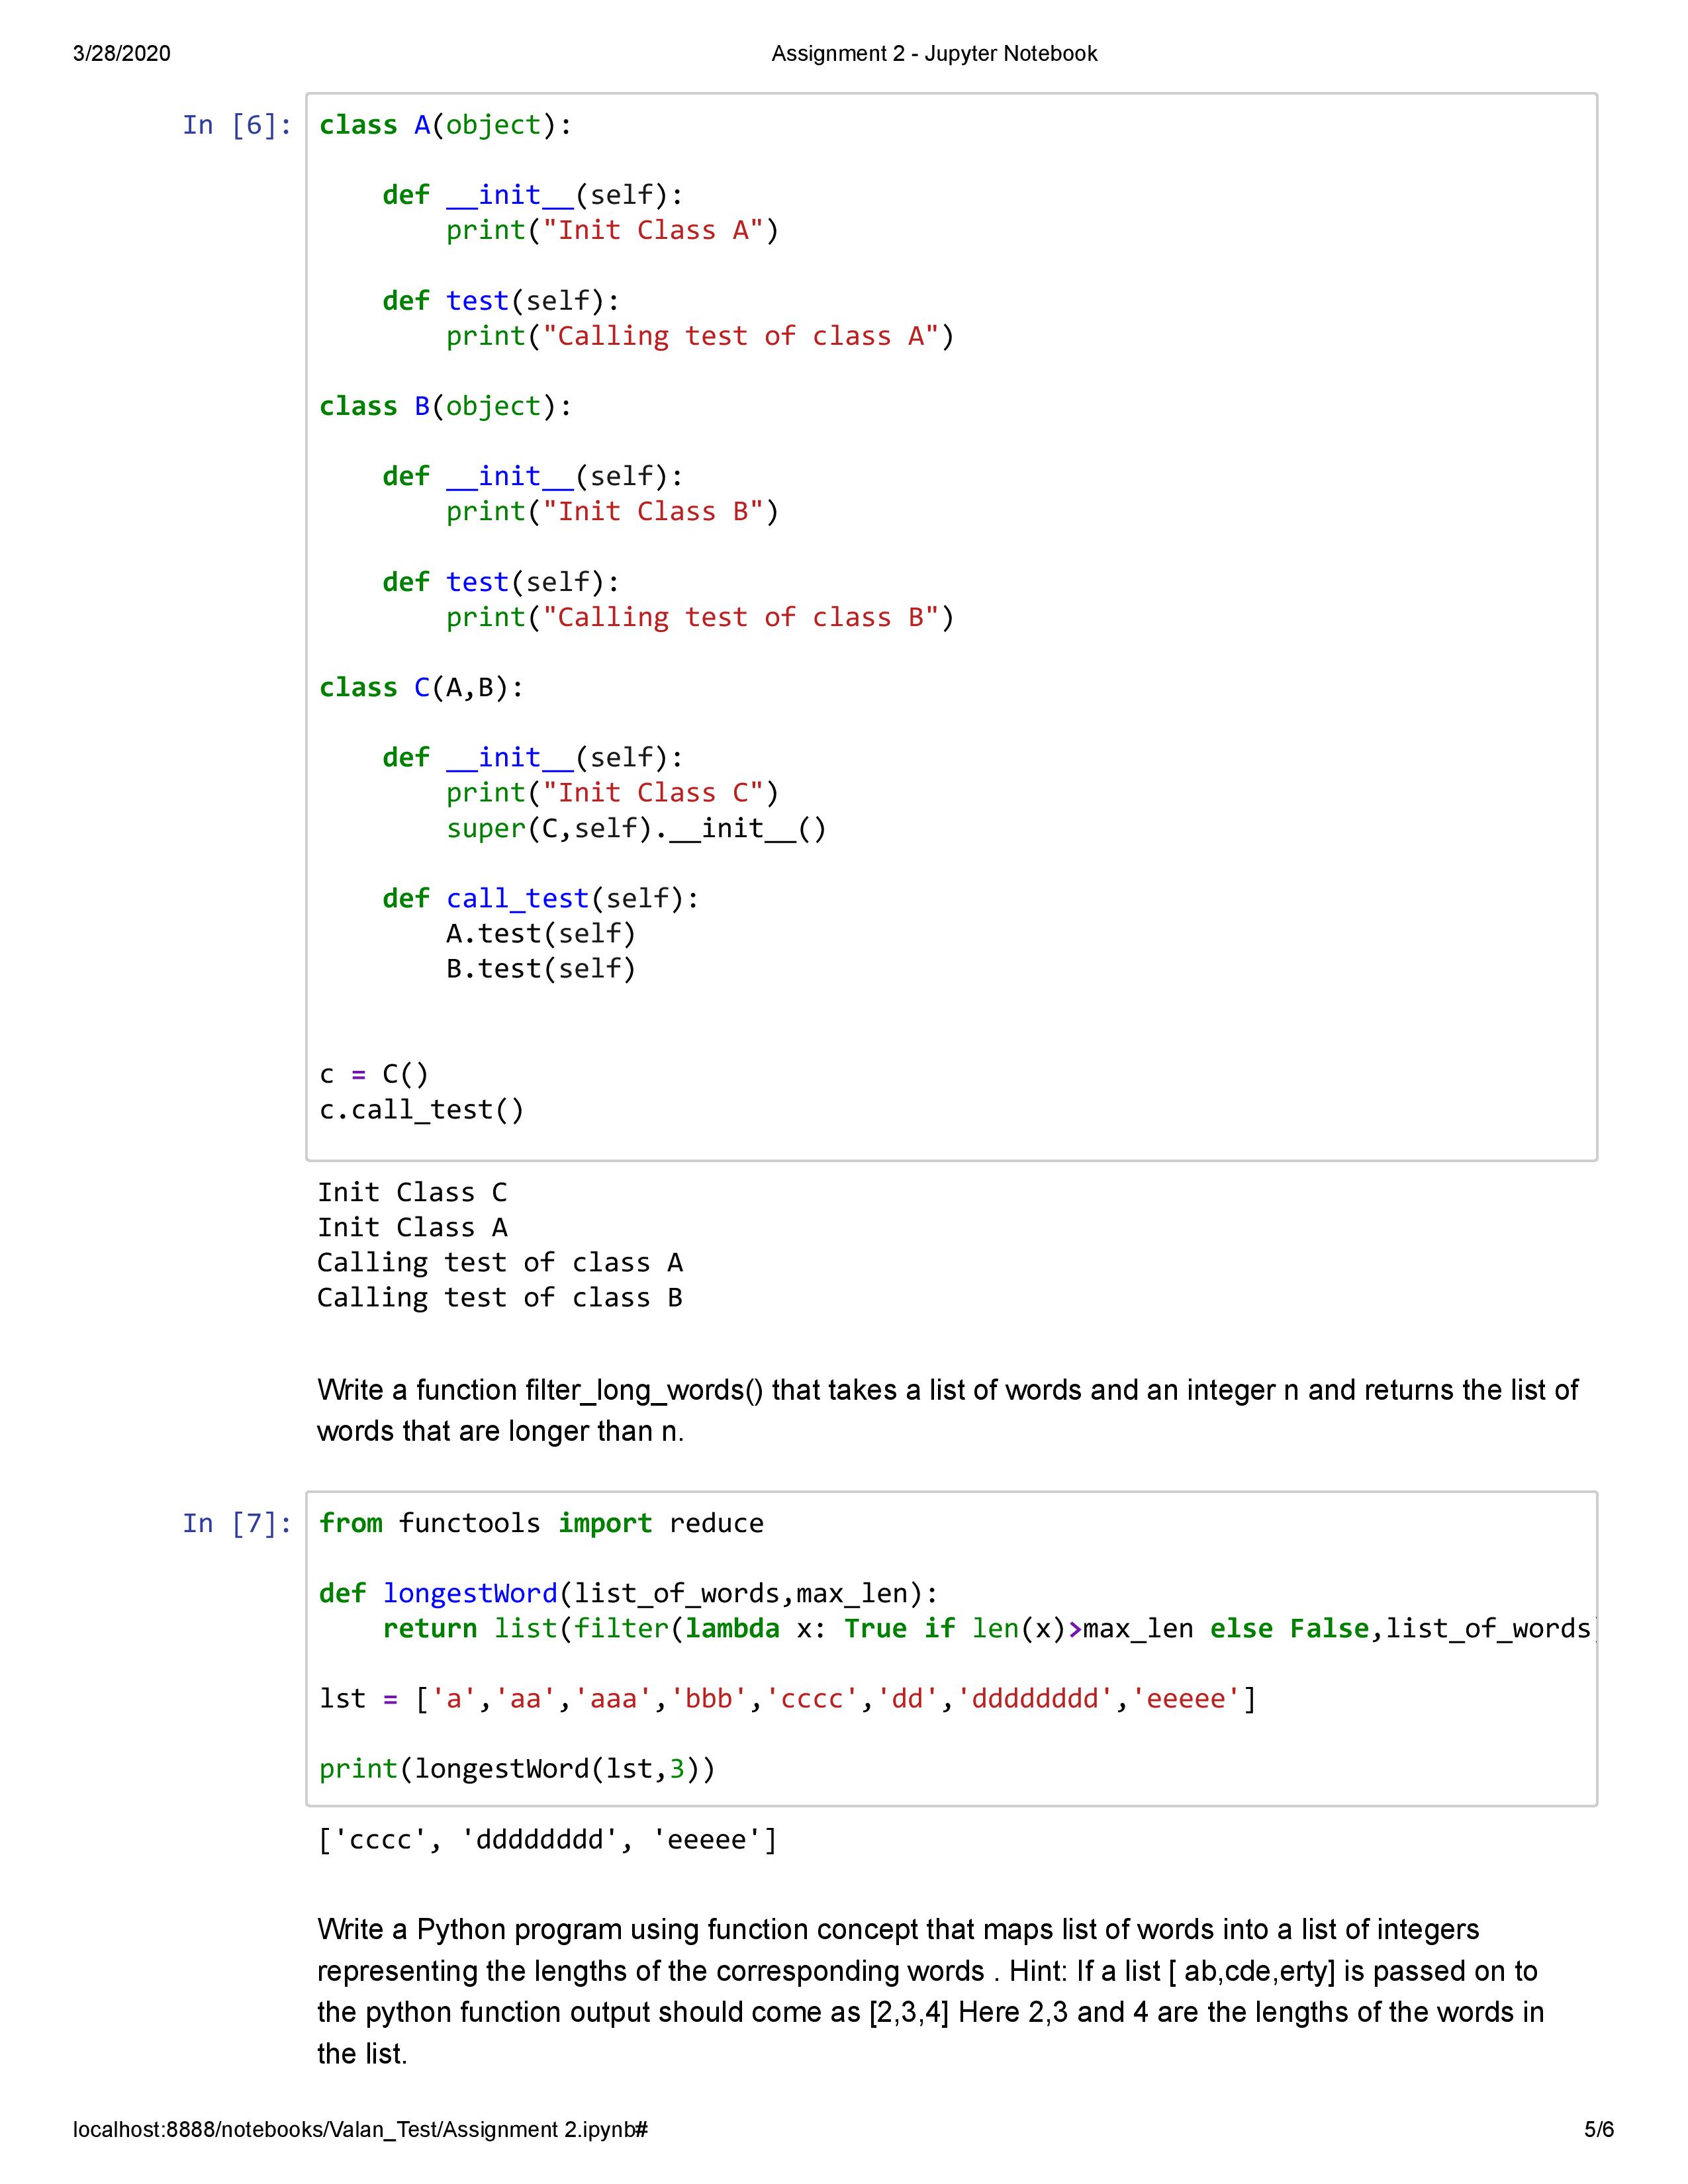 3/28/2020 Assignment 2 - Jupyter Notebook
In [6]: class A(object):
    def __init__(self):
        print("Init Class A")
    def test(self):
        print("Calling test of class A")
class B(object):
    def __init__(self):
        print("Init Class B")
    def test(self):
        print("Calling test of class B")
class C(A,B):
    def __init__(self):
        print("Init Class C")
        super(C,self).__init__()
    def call_test(self):
        A.test(self)
        B.test(self)
c = C()
c.call_test()
Init Class C
Init Class A
Calling test of class A
Calling test of class B
Write a function filter_long_words() that takes a list of words and an integer n and returns the list of
words that are longer than n.
In [7]: from functools import reduce
def longestWord(list_of_words,max_len):
    return list(filter(lambda x: True if len(x)>max_len else False,list_of_words)
lst = ['a','aa','aaa','bbb','cccc','dd','dddddddd','eeeee']
print(longestWord(lst,3))
['cccc', 'dddddddd', 'eeeee']
Write a Python program using function concept that maps list of words into a list of integers
representing the lengths of the corresponding words . Hint: If a list [ ab,cde,erty] is passed on to
the python function output should come as [2,3,4] Here 2,3 and 4 are the lengths of the words in
the list.
localhost:8888/notebooks/Valan_Test/Assignment 2.ipynb# 5/6